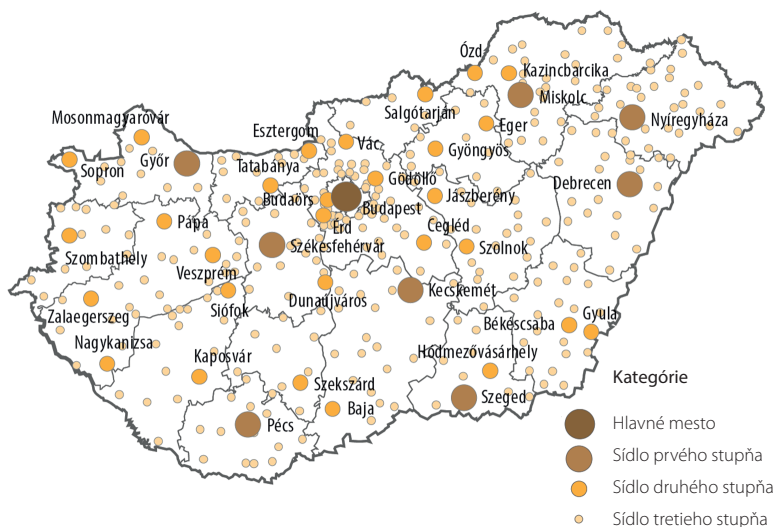 Ózd
Kazincbarcika
Miskolc
Salgótarján
Nyíregyháza
Mosonmagyaróvár
Esztergom
Eger
Vác
Gyöngyös
Győr
Sopron
Tatabánya
Gödöllő
Debrecen
Jászberény
Budaörs
Budapest
Pápa
Érd
Cegléd
Székesfehérvár
Szolnok
Szombathely
Veszprém
Dunaújváros
Kecskemét
Siófok
Zalaegerszeg
Gyula
Békéscsaba
Nagykanizsa
Kaposvár
Hódmezővásárhely
Szekszárd
Szeged
Baja
Pécs
Kategórie
Hlavné mesto
Sídlo prvého stupňa
Sídlo druhého stupňa
Sídlo tretieho stupňa